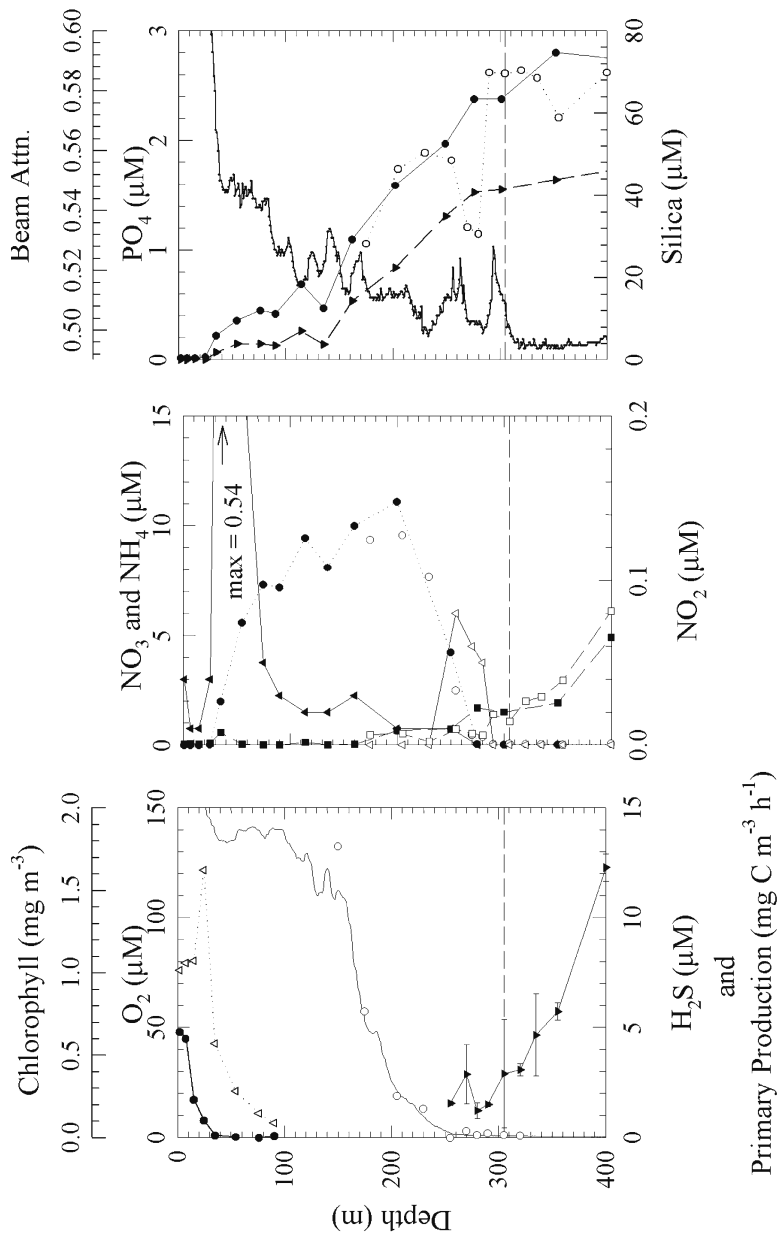 Chlorophyll (mg m⁻³)
0.0 0.5 1.0 1.5 2.0
O₂ (μM)
0 50 100 150
Depth (m)
0
100
200
300
400
0 5 10 15
H₂S (μM)
and
Primary Production (mg C m⁻³ h⁻¹)
NO₃ and NH₄ (μM)
0 5 10 15
max = 0.54
0.0 0.1 0.2
NO₂ (μM)
Beam Attn.
0.50 0.52 0.54 0.56 0.58 0.60
PO₄ (μM)
0 1 2 3
0 20 40 60 80
Silica (μM)